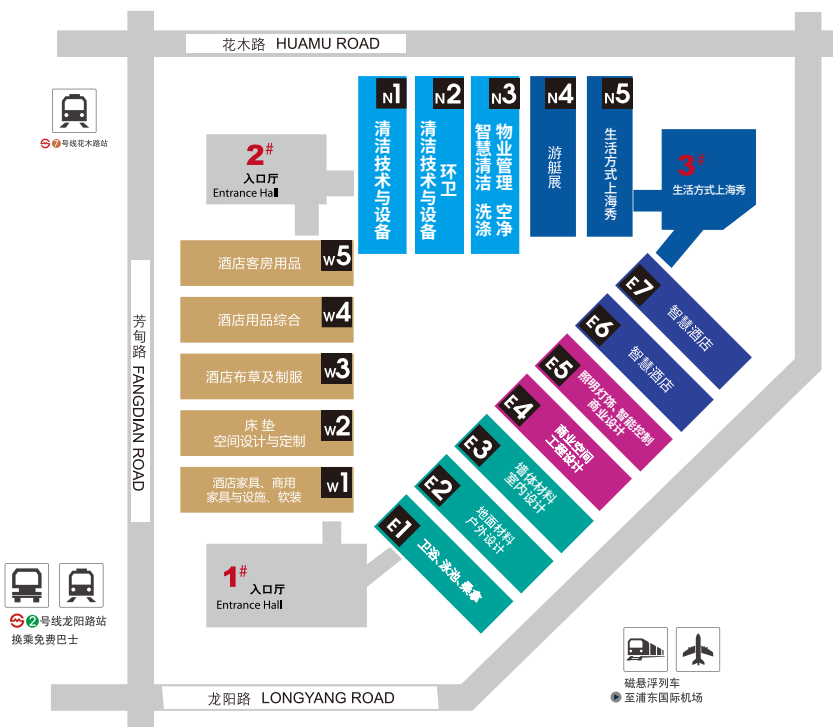 花木路 HUAMU ROAD
7号线花木路站
2#
入口厅
Entrance Hall
N1
清洁技术与设备
N2
清洁技术与设备
环卫
N3
物业管理 空净
智慧清洁 洗涤
N4
游艇展
N5
生活方式上海秀
3#
生活方式上海秀
酒店客房用品
W5
酒店用品综合
W4
酒店布草及制服
W3
床垫
空间设计与定制
W2
酒店家具、商用
家具与设施、软装
W1
芳甸路 FANGDIAN ROAD
E7
智慧酒店
E6
智慧酒店
E5
照明灯饰、智能控制
商业设计
E4
商业空间
工程设计
E3
墙体材料
室内设计
E2
地面材料
户外设计
E1
卫浴、泳池、桑拿
1#
入口厅
Entrance Hall
2号线龙阳路站
换乘免费巴士
磁悬浮列车
至浦东国际机场
龙阳路 LONGYANG ROAD